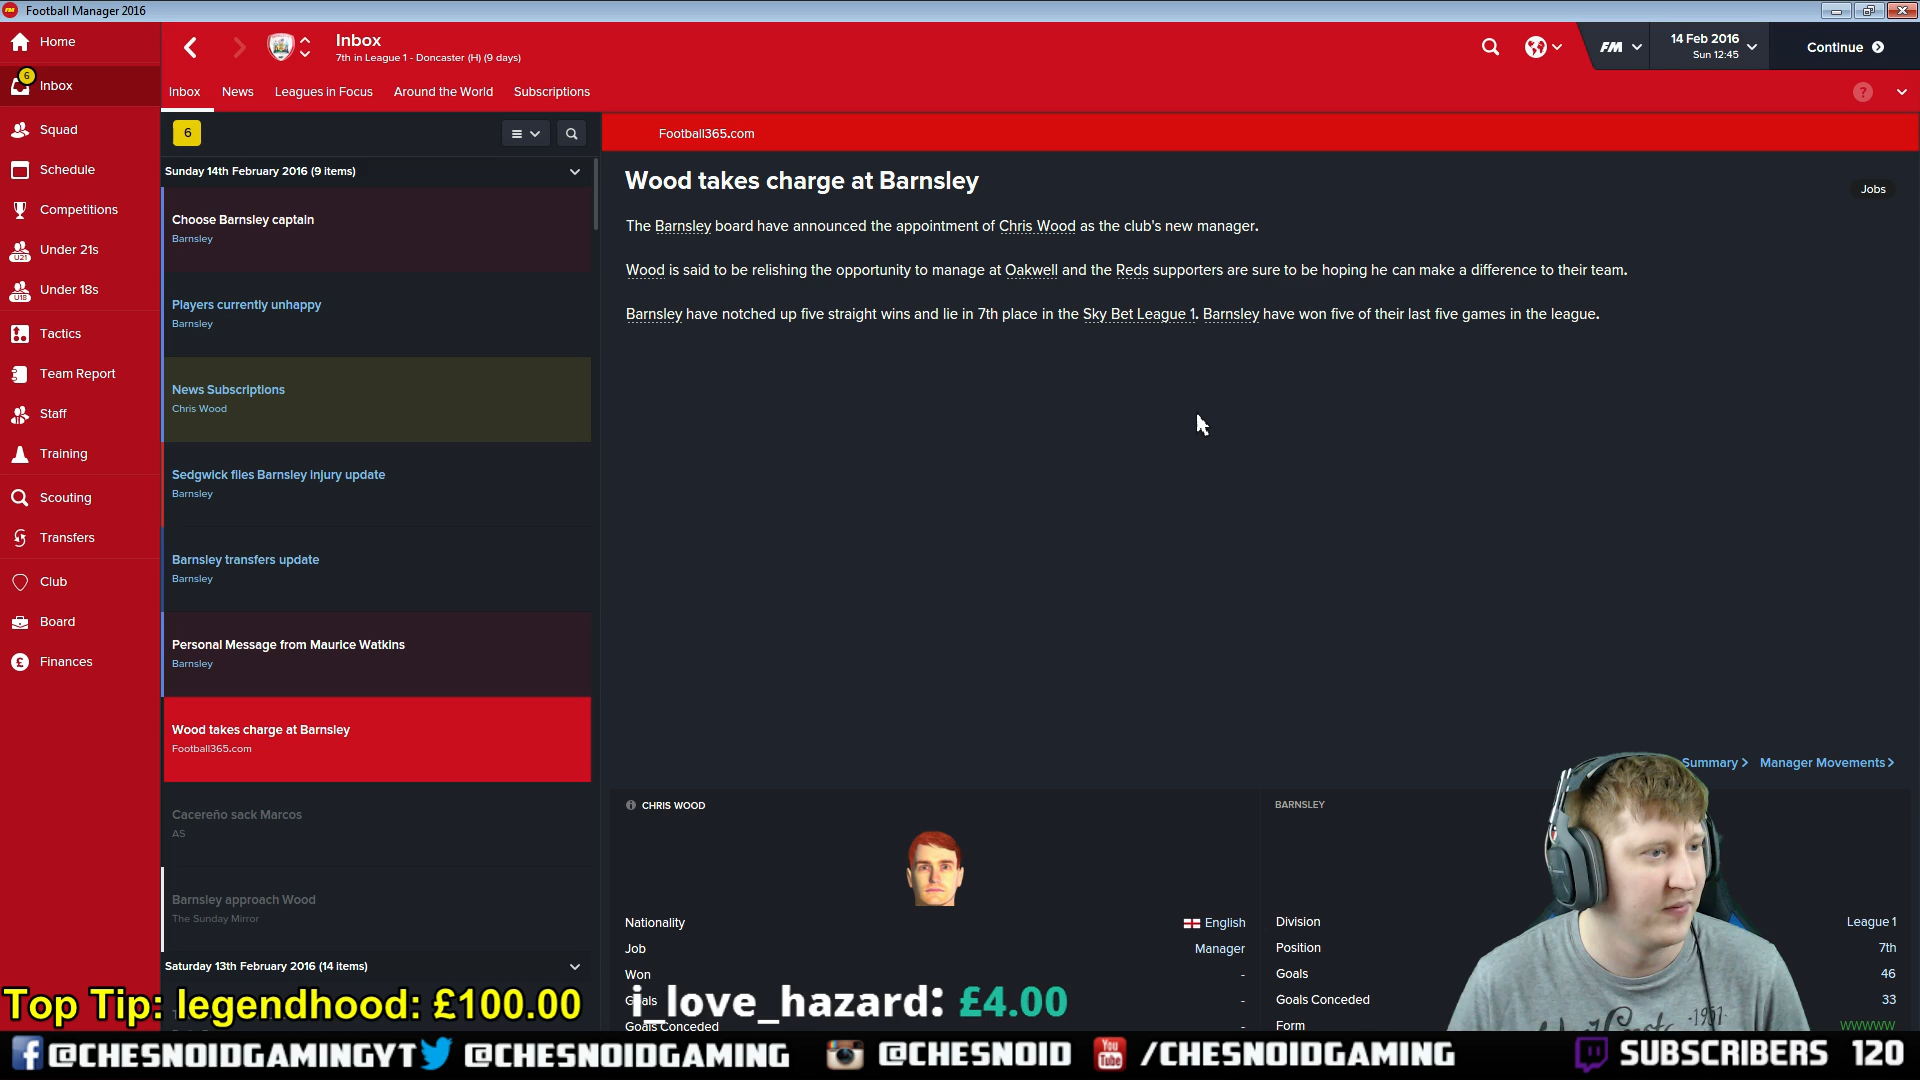 Football Manager 2016
Home
6
Inbox
Squad
Schedule
Competitions
U21
Under 21s
U18
Under 18s
Tactics
Team Report
Staff
Training
Scouting
Transfers
Club
Board
Finances
Inbox
7th in League 1 - Doncaster (H) (9 days)
FM
14 Feb 2016
Sun 12:45
Continue
Inbox
News
Leagues in Focus
Around the World
Subscriptions
?
6
Sunday 14th February 2016 (9 items)
Choose Barnsley captain
Barnsley
Players currently unhappy
Barnsley
News Subscriptions
Chris Wood
Sedgwick files Barnsley injury update
Barnsley
Barnsley transfers update
Barnsley
Personal Message from Maurice Watkins
Barnsley
Wood takes charge at Barnsley
Football365.com
Cacereño sack Marcos
AS
Barnsley approach Wood
The Sunday Mirror
Saturday 13th February 2016 (14 items)
Football365.com
Wood takes charge at Barnsley
Jobs
The Barnsley board have announced the appointment of Chris Wood as the club's new manager.
Wood is said to be relishing the opportunity to manage at Oakwell and the Reds supporters are sure to be hoping he can make a difference to their team.
Barnsley have notched up five straight wins and lie in 7th place in the Sky Bet League 1. Barnsley have won five of their last five games in the league.
Summary
Manager Movements
CHRIS WOOD
Nationality English
Job Manager
Won -
Goals -
Goals Conceded -
BARNSLEY
Division League 1
Position 7th
Goals 46
Goals Conceded 33
Form WWWWW
-1951-
Top Tip: legendhood: £100.00
i_love_hazard: £4.00
@CHESNOIDGAMINGYT
@CHESNOIDGAMING
@CHESNOID
You Tube
/CHESNOIDGAMING
SUBSCRIBERS 120